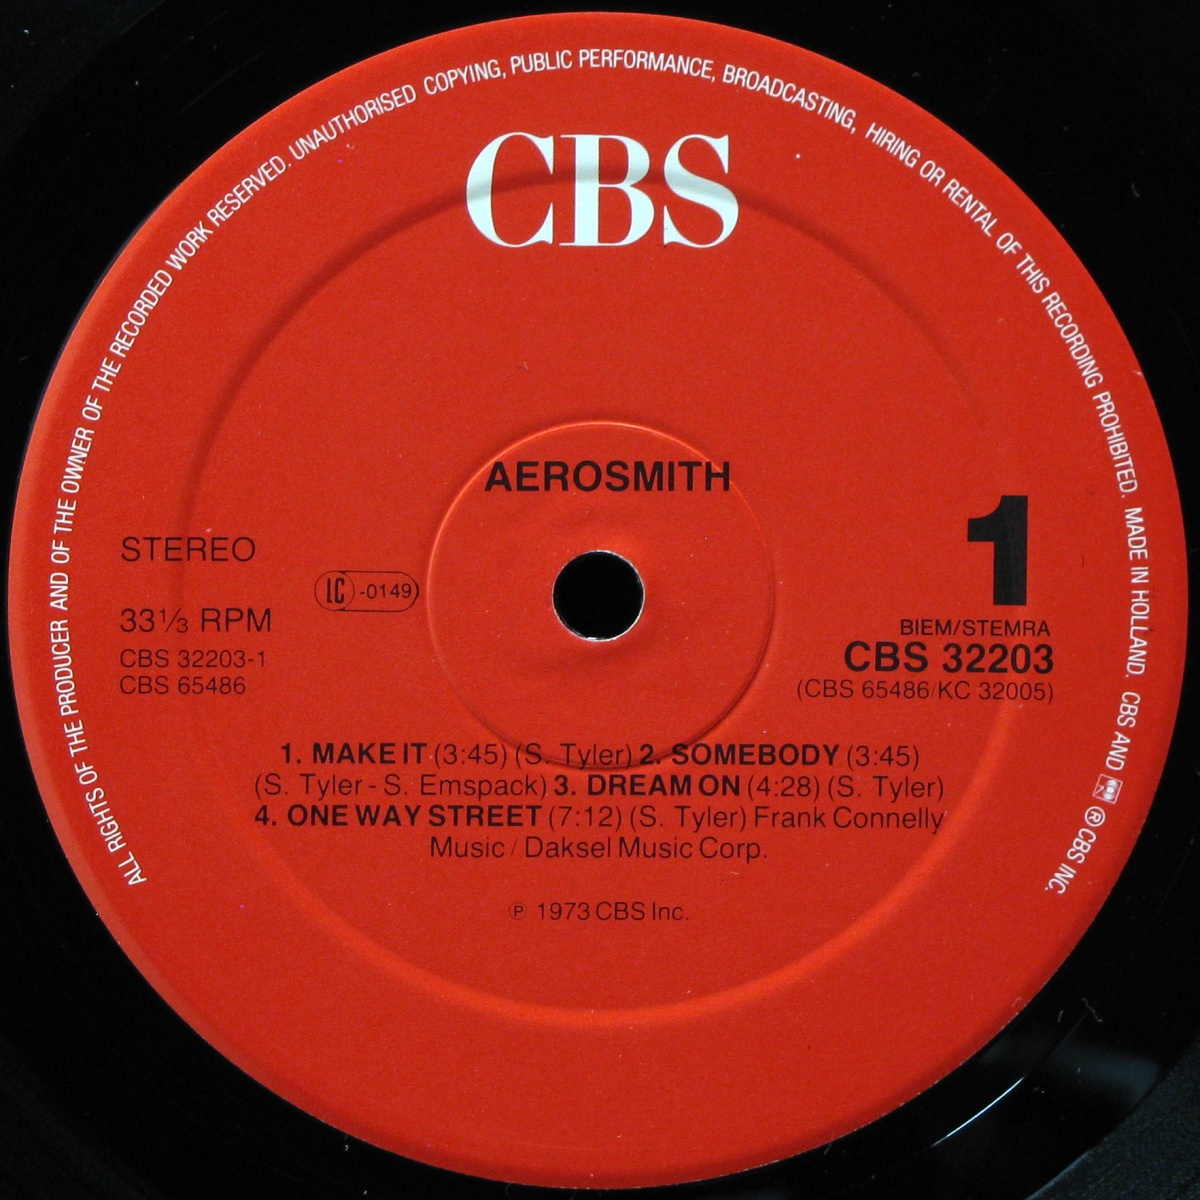 ALL RIGHTS OF THE PRODUCER AND OF THE OWNER OF THE RECORDED WORK RESERVED. UNAUTHORISED COPYING, PUBLIC PERFORMANCE, BROADCASTING, HIRING OR RENTAL OF THIS RECORDING PROHIBITED. MADE IN HOLLAND. CBS AND ® CBS INC.
CBS
AEROSMITH
STEREO
LC -0149
33⅓ RPM
CBS 32203-1
CBS 65486
1
BIEM/STEMRA
CBS 32203
(CBS 65486/KC 32005)
1. MAKE IT (3:45) (S. Tyler) 2. SOMEBODY (3:45)
(S. Tyler - S. Emspack) 3. DREAM ON (4:28) (S. Tyler)
4. ONE WAY STREET (7:12) (S. Tyler) Frank Connelly
Music / Daksel Music Corp.
℗ 1973 CBS Inc.